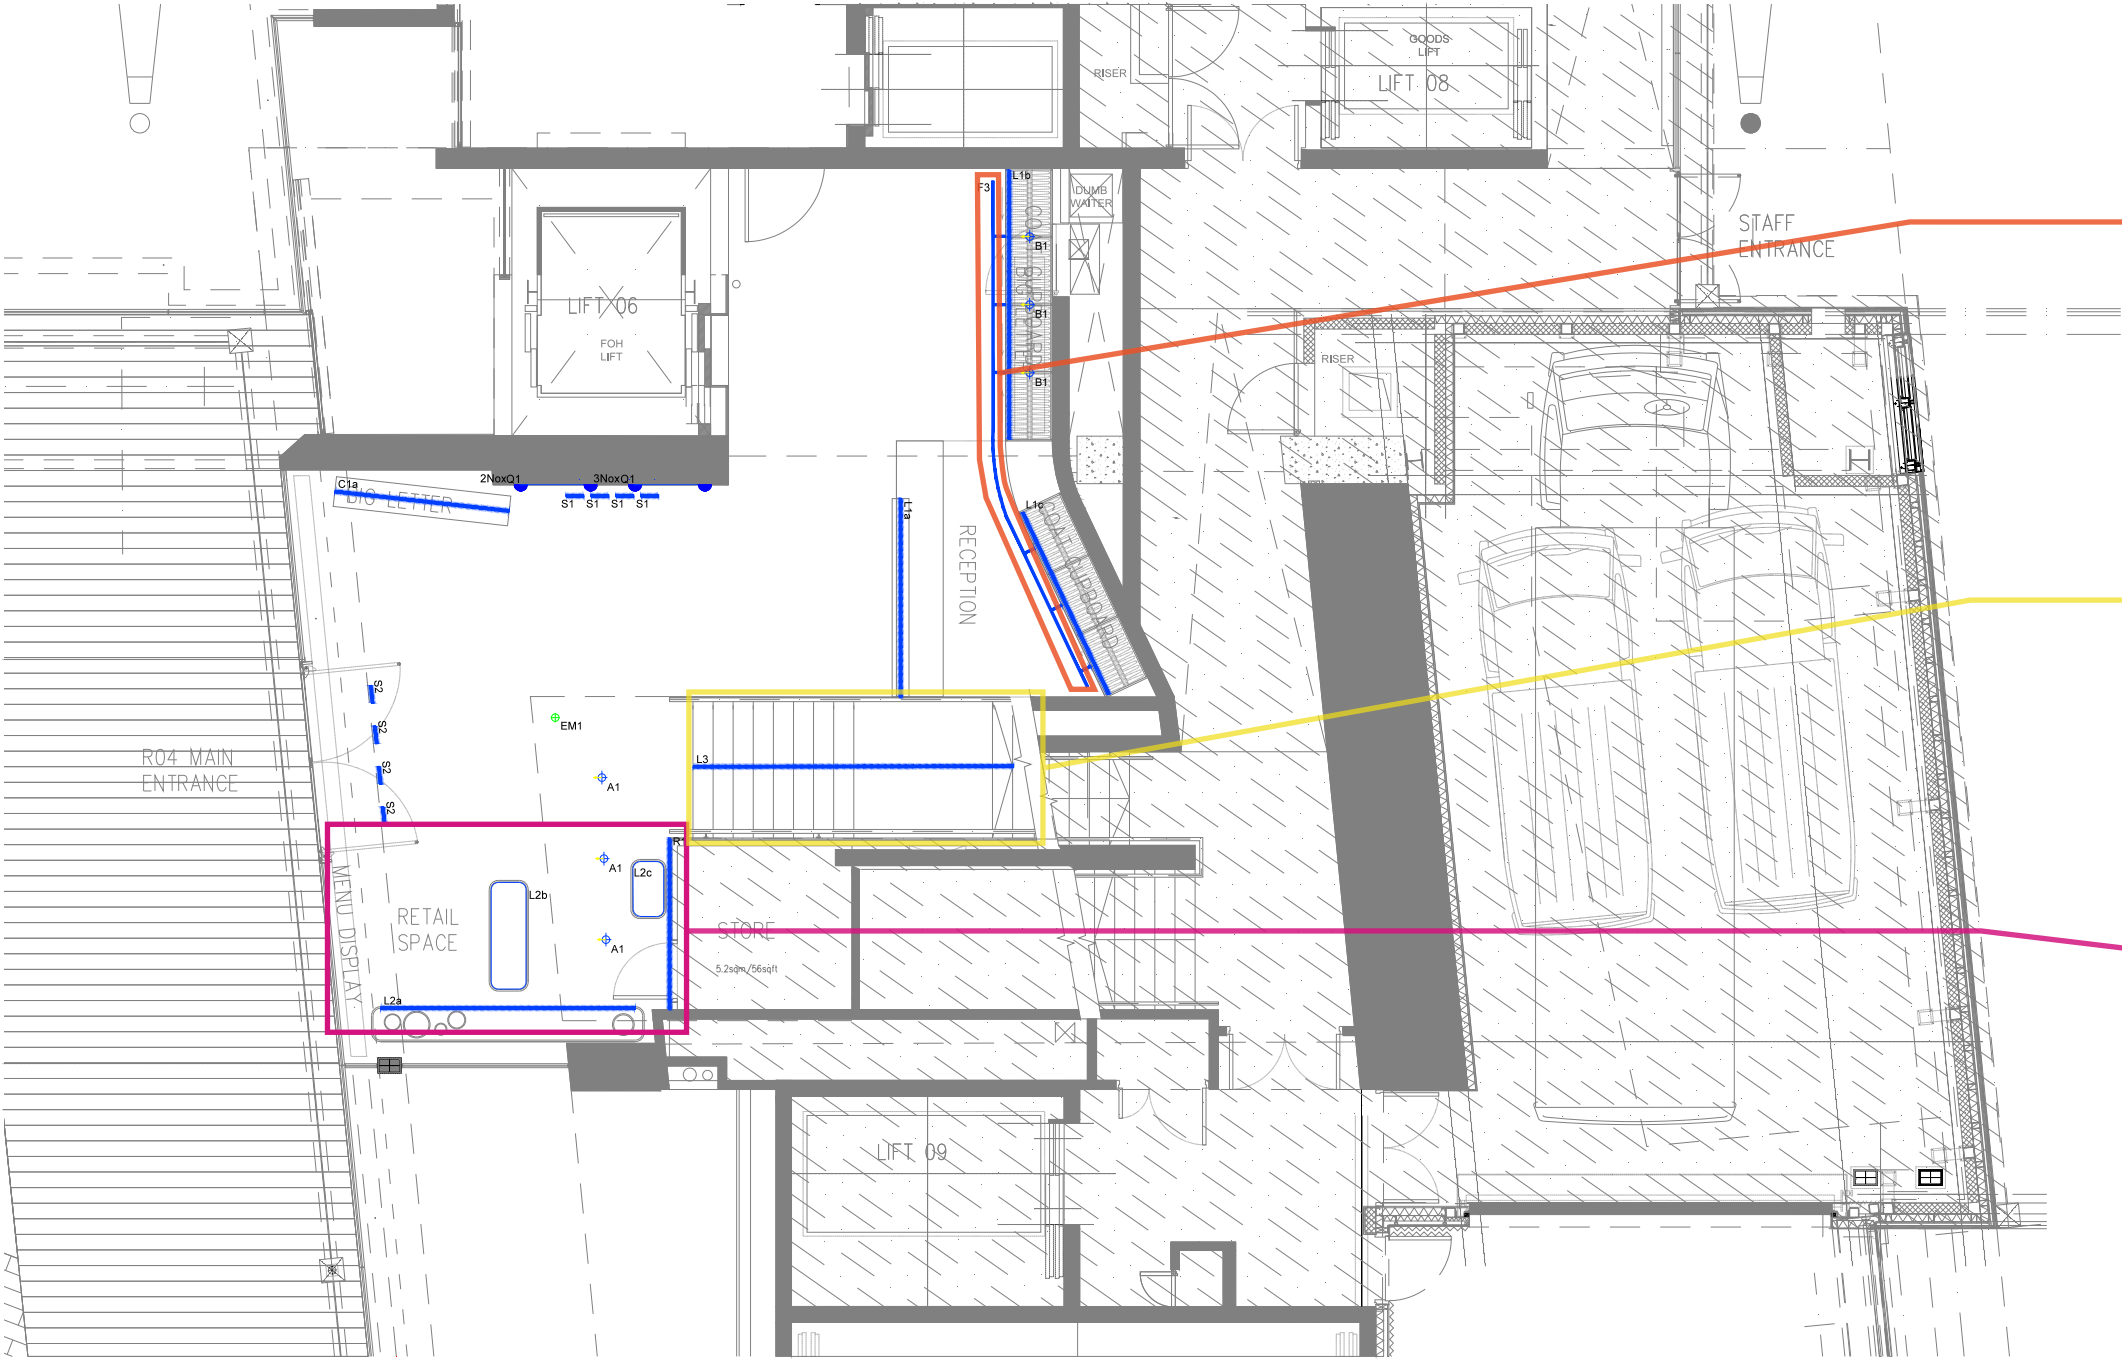 GOODS
LIFT
LIFT 08
RISER
F3
L1b
DUMB
WAITER
COAT CUPBOARD
B1
B1
B1
STAFF
ENTRANCE
LIFT 06
FOH
LIFT
RISER
C1a
BIG LETTER
2NoxQ1
3NoxQ1
S1
S1
S1
S1
L1a
RECEPTION
L1c
COAT CUPBOARD
S2
S2
S2
S2
EM1
R04 MAIN
ENTRANCE
L3
A1
A1
A1
L2c
L2b
RETAIL
SPACE
MENU DISPLAY
L2a
STORE
5.2sqm/56sqft
LIFT 09